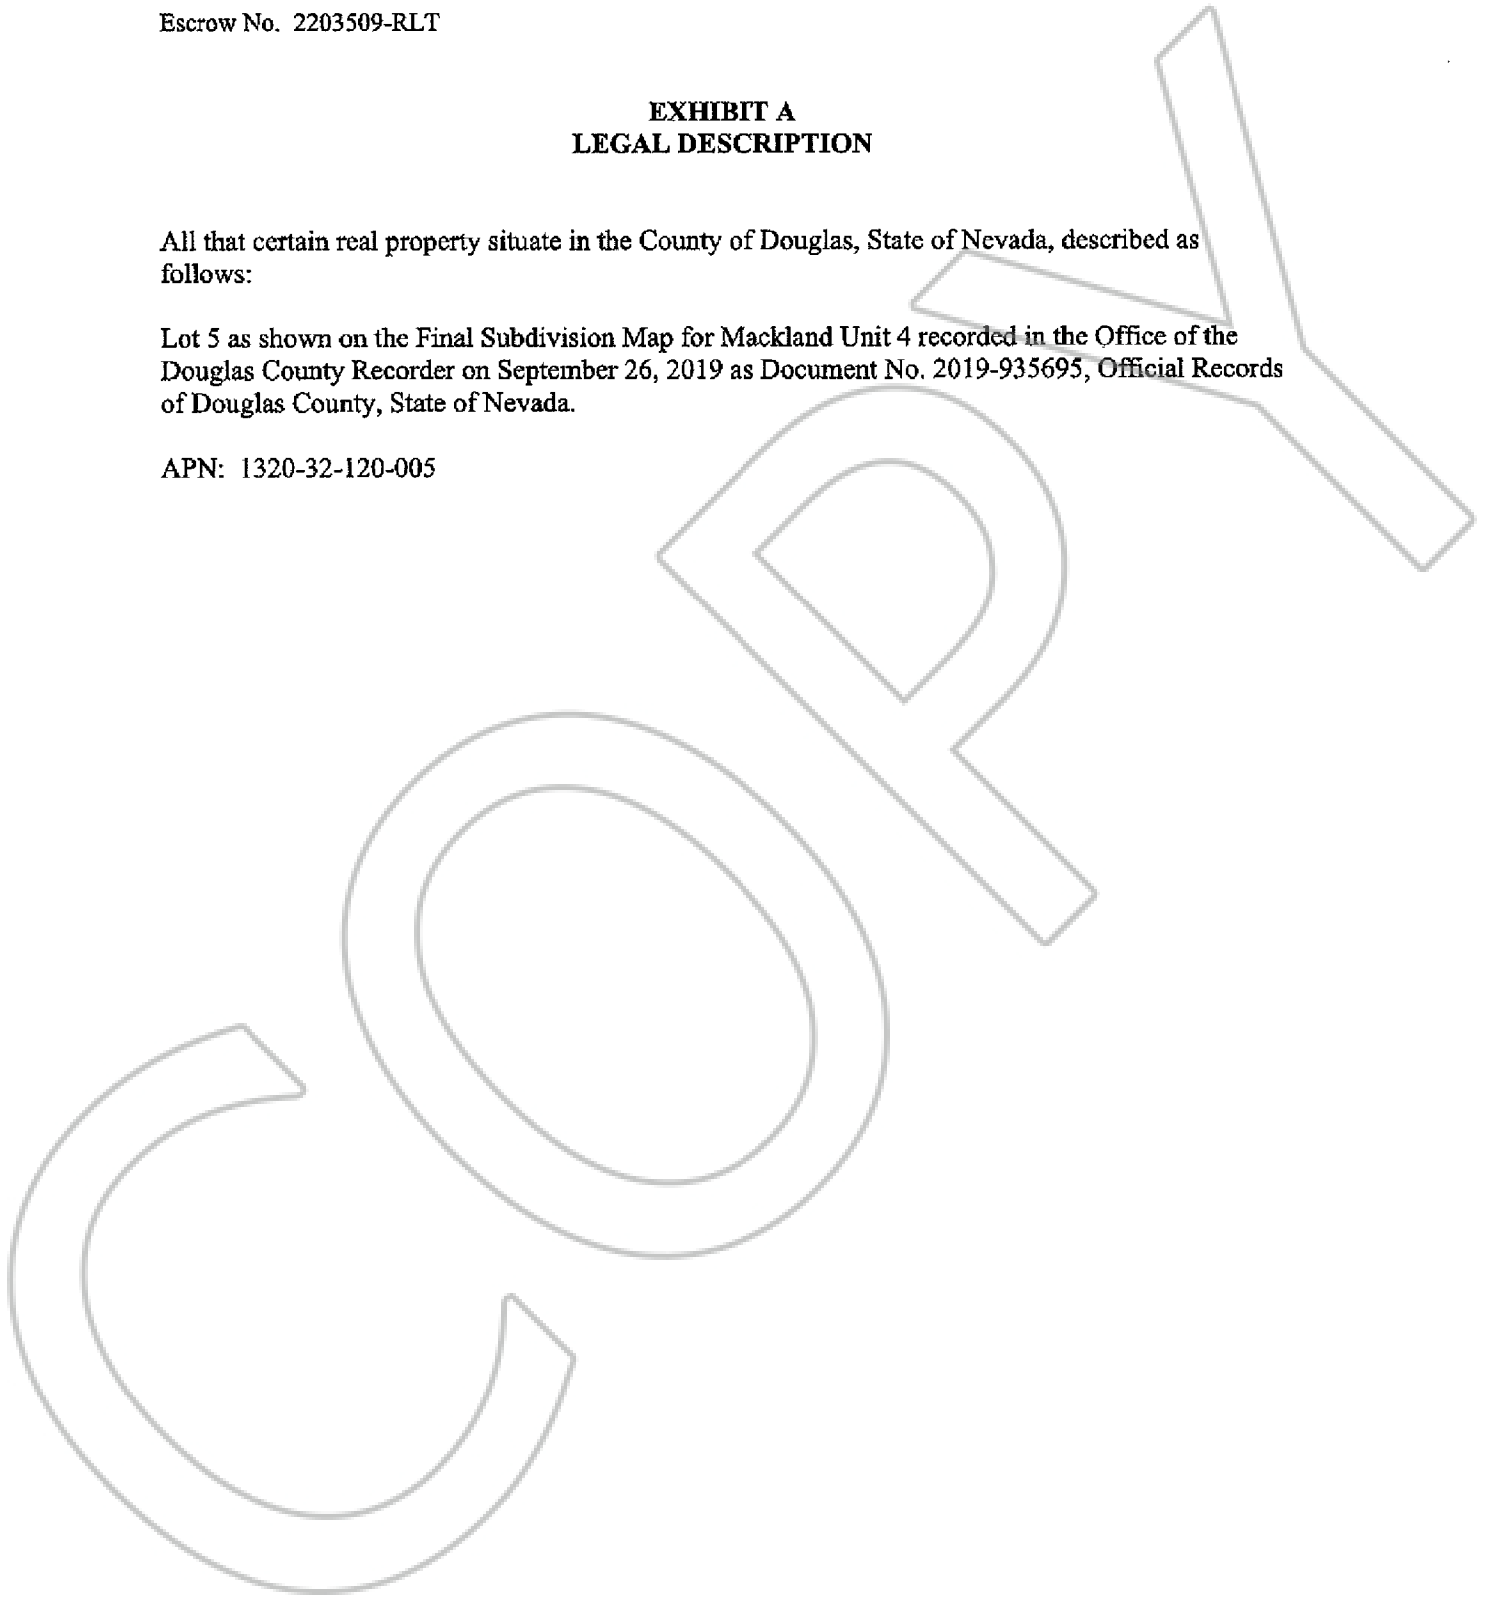 Escrow No. 2203509-RLT
EXHIBIT A
LEGAL DESCRIPTION
All that certain real property situate in the County of Douglas, State of Nevada, described as
follows:
Lot 5 as shown on the Final Subdivision Map for Mackland Unit 4 recorded in the Office of the
Douglas County Recorder on September 26, 2019 as Document No. 2019-935695, Official Records
of Douglas County, State of Nevada.
APN: 1320-32-120-005
COPY